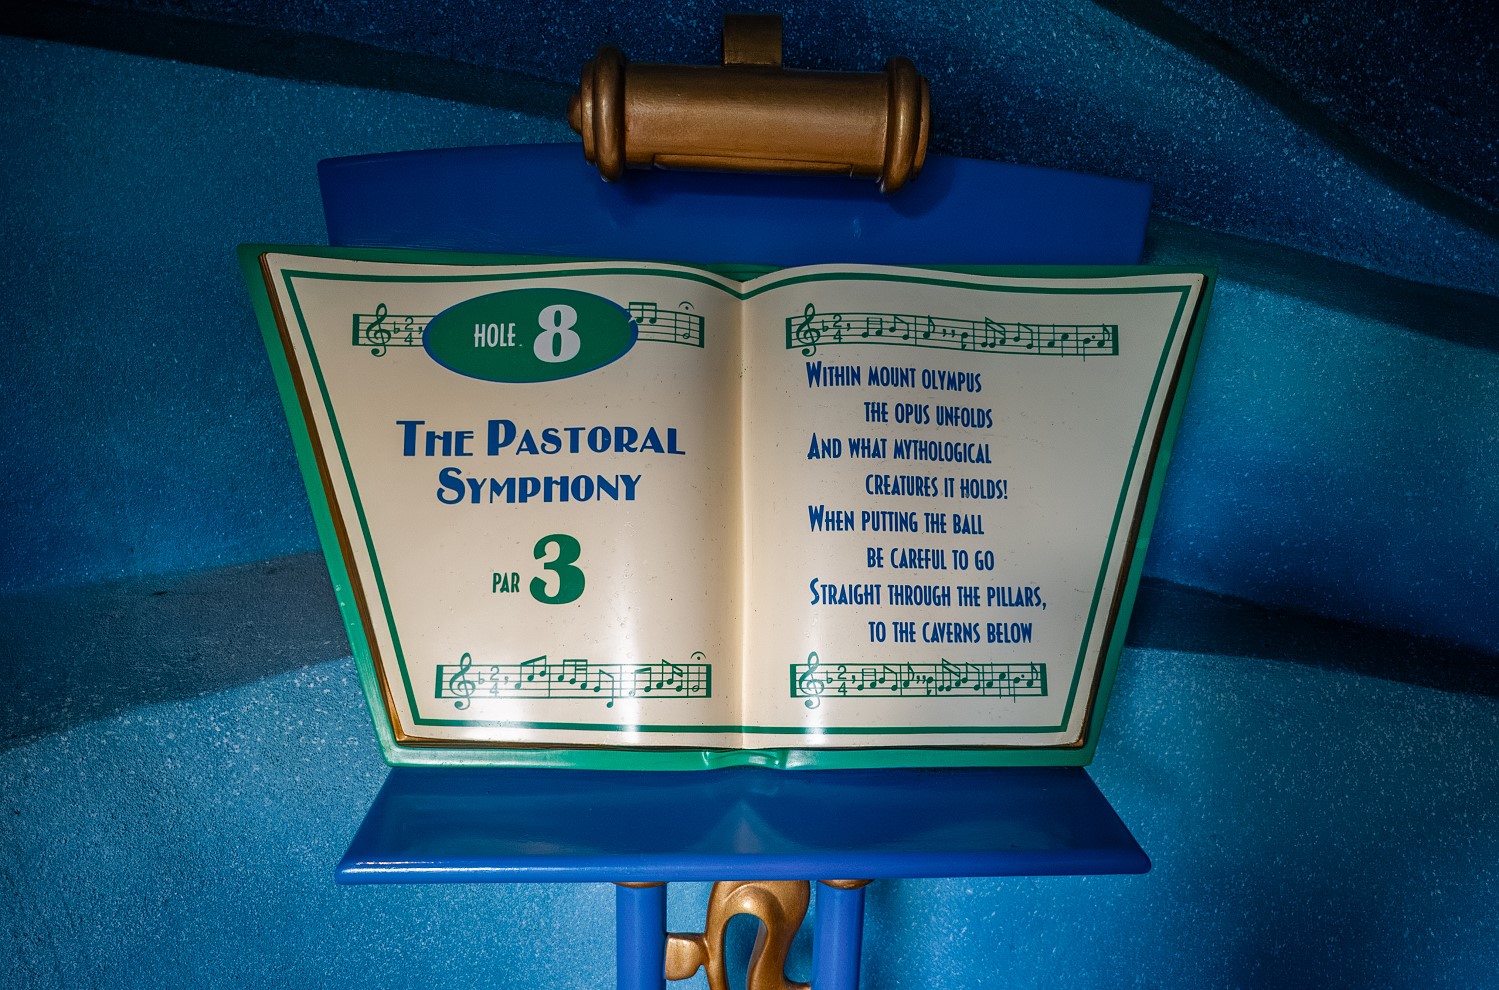 HOLE 8
THE PASTORAL
SYMPHONY
PAR 3
WITHIN MOUNT OLYMPUS
THE OPUS UNFOLDS
AND WHAT MYTHOLOGICAL
CREATURES IT HOLDS!
WHEN PUTTING THE BALL
BE CAREFUL TO GO
STRAIGHT THROUGH THE PILLARS,
TO THE CAVERNS BELOW